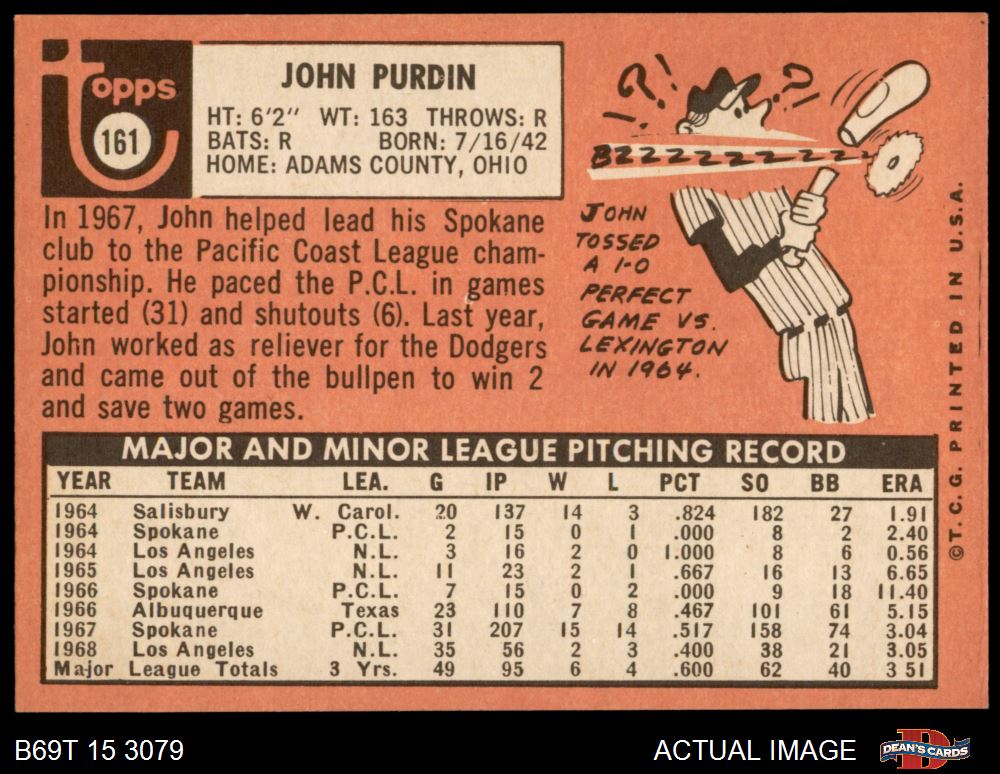 Topps
161
JOHN PURDIN
HT: 6'2" WT: 163 THROWS: R
BATS: R BORN: 7/16/42
HOME: ADAMS COUNTY, OHIO
In 1967, John helped lead his Spokane
club to the Pacific Coast League cham-
pionship. He paced the P.C.L. in games
started (31) and shutouts (6). Last year,
John worked as reliever for the Dodgers
and came out of the bullpen to win 2
and save two games.
?! ?!
BZZZZZZZZZ
JOHN
TOSSED
A 1-0
PERFECT
GAME VS.
LEXINGTON
IN 1964.
MAJOR AND MINOR LEAGUE PITCHING RECORD
YEAR TEAM LEA. G IP W L PCT SO BB ERA
1964 Salisbury W. Carol. 20 137 14 3 .824 182 27 1.91
1964 Spokane P.C.L. 2 15 0 1 .000 8 2 2.40
1964 Los Angeles N.L. 3 16 2 0 1.000 8 6 0.56
1965 Los Angeles N.L. 11 23 2 1 .667 16 13 6.65
1966 Spokane P.C.L. 7 15 0 2 .000 9 18 11.40
1966 Albuquerque Texas 23 110 7 8 .467 101 61 5.15
1967 Spokane P.C.L. 31 207 15 14 .517 158 74 3.04
1968 Los Angeles N.L. 35 56 2 3 .400 38 21 3.05
Major League Totals 3 Yrs. 49 95 6 4 .600 62 40 3 51
©T.C.G. PRINTED IN U.S.A.
B69T 15 3079
ACTUAL IMAGE
DEAN'S CARDS